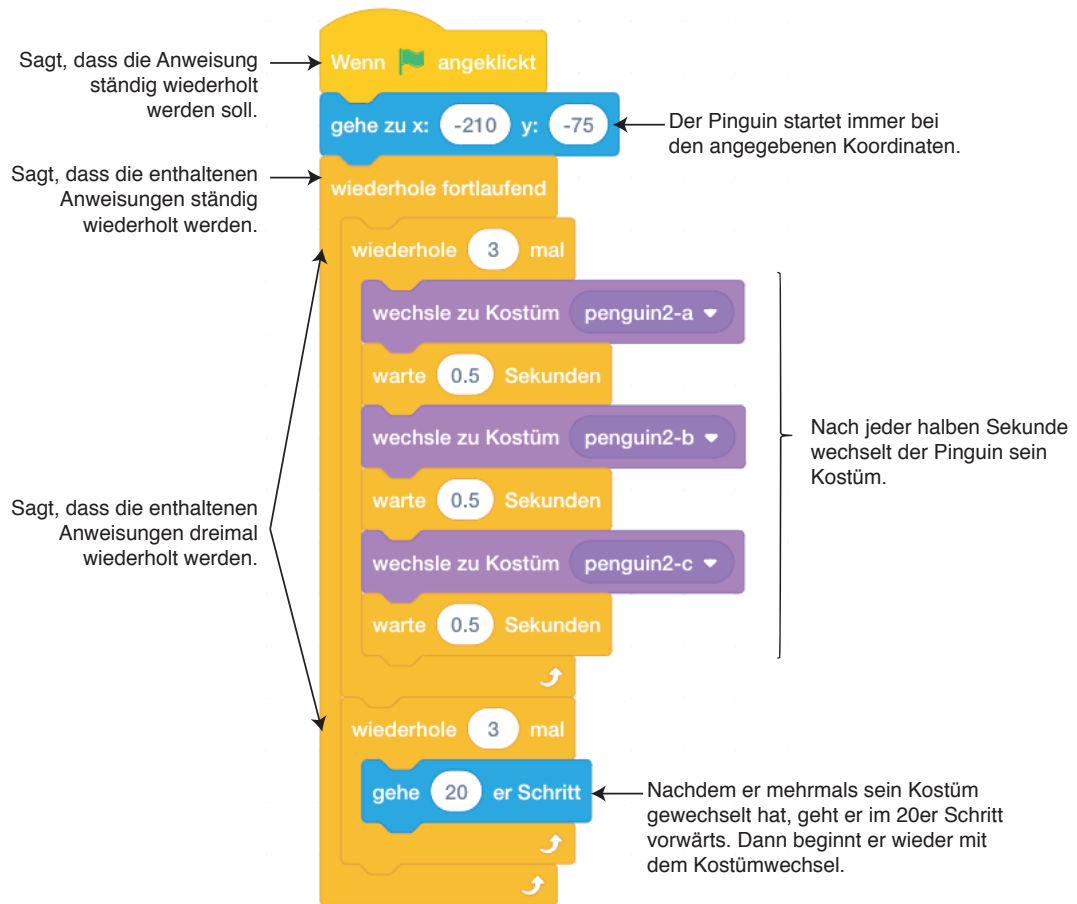 Sagt, dass die Anweisung
ständig wiederholt
werden soll.
Wenn angeklickt
gehe zu x: -210 y: -75
Der Pinguin startet immer bei
den angegebenen Koordinaten.
Sagt, dass die enthaltenen
Anweisungen ständig
wiederholt werden.
wiederhole fortlaufend
wiederhole 3 mal
wechsle zu Kostüm penguin2-a
warte 0.5 Sekunden
wechsle zu Kostüm penguin2-b
warte 0.5 Sekunden
wechsle zu Kostüm penguin2-c
warte 0.5 Sekunden
Nach jeder halben Sekunde
wechselt der Pinguin sein
Kostüm.
Sagt, dass die enthaltenen
Anweisungen dreimal
wiederholt werden.
wiederhole 3 mal
gehe 20 er Schritt
Nachdem er mehrmals sein Kostüm
gewechselt hat, geht er im 20er Schritt
vorwärts. Dann beginnt er wieder mit
dem Kostümwechsel.